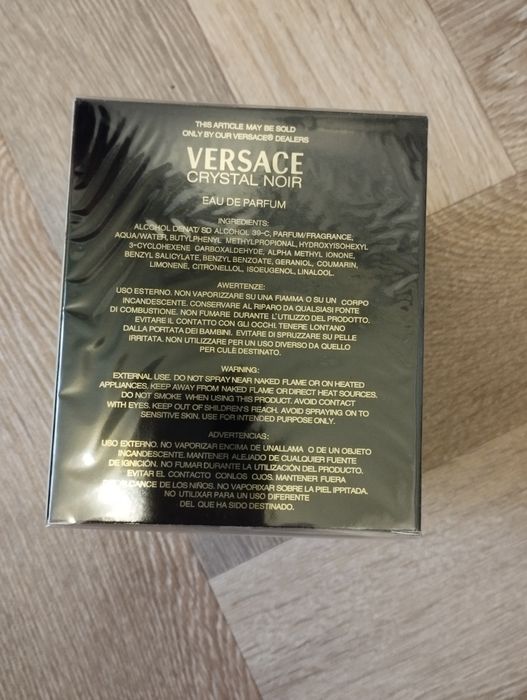 THIS ARTICLE MAY BE SOLD
ONLY BY OUR VERSACE® DEALERS
VERSACE
CRYSTAL NOIR
EAU DE PARFUM
INGREDIENTS:
ALCOHOL DENAT/ SD ALCOHOL 39-C, PARFUM/FRAGRANCE,
AQUA/WATER, BUTYLPHENYL METHYLPROPIONAL, HYDROXYISOHEXYL
3-CYCLOHEXENE CARBOXALDEHYDE, ALPHA METHYL IONONE,
BENZYL SALICYLATE, BENZYL BENZOATE, GERANIOL, COUMARIN,
LIMONENE, CITRONELLOL, ISOEUGENOL, LINALOOL.
AWERTENZE:
USO ESTERNO. NON VAPORIZZARE SU UNA FIAMMA O SU UN CORPO
INCANDESCENTE. CONSERVARE AL RIPARO DA QUALSIASI FONTE
DI COMBUSTIONE. NON FUMARE DURANTE L'UTILIZZO DEL PRODOTTO.
EVITARE IL CONTATTO CON GLI OCCHI. TENERE LONTANO
DALLA PORTATA DEI BAMBINI. EVITARE DI SPRUZZARE SU PELLE
IRRITATA. NON UTILIZZARE PER UN USO DIVERSO DA QUELLO
PER CULÈ DESTINATO.
WARNING:
EXTERNAL USE. DO NOT SPRAY NEAR NAKED FLAME OR ON HEATED
APPLIANCES. KEEP AWAY FROM NAKED FLAME OR DIRECT HEAT SOURCES.
DO NOT SMOKE WHEN USING THIS PRODUCT. AVOID CONTACT
WITH EYES. KEEP OUT OF SHILDREN'S REACH. AVOID SPRAYING ON TO
SENSITIVE SKIN. USE FOR INTENDED PURPOSE ONLY.
ADVERTENCIAS:
USO EXTERNO. NO VAPORIZAR ENCIMA DE UNALLAMA O DE UN OBJETO
INCANDESCENTE. MANTENER ALEJADO DE CUALQUIER FUENTE
DE IGNICIÓN. NO FUMAR DURANTE LA UTILIZACIÓN DEL PRODUCTO.
EVITAR EL CONTACTO CONLOS OJOS. MANTENER FUERA
DEL ALCANCE DE LOS NIÑOS. NO VAPORIXAR SOBRE LA PIEL IPPITADA.
NO UTILIXAR PARA UN USO DIFERENTE
DEL QUE HA SIDO DESTINADO.